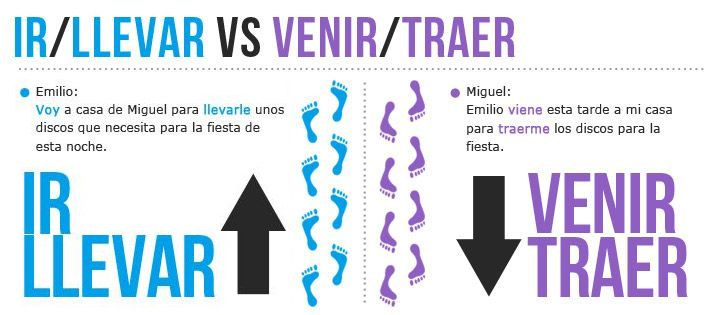 IR/LLEVAR VS VENIR/TRAER
Emilio:
Voy a casa de Miguel para llevarle unos
discos que necesita para la fiesta de
esta noche.
IR
LLEVAR
Miguel:
Emilio viene esta tarde a mi casa
para traerme los discos para la
fiesta.
VENIR
TRAER